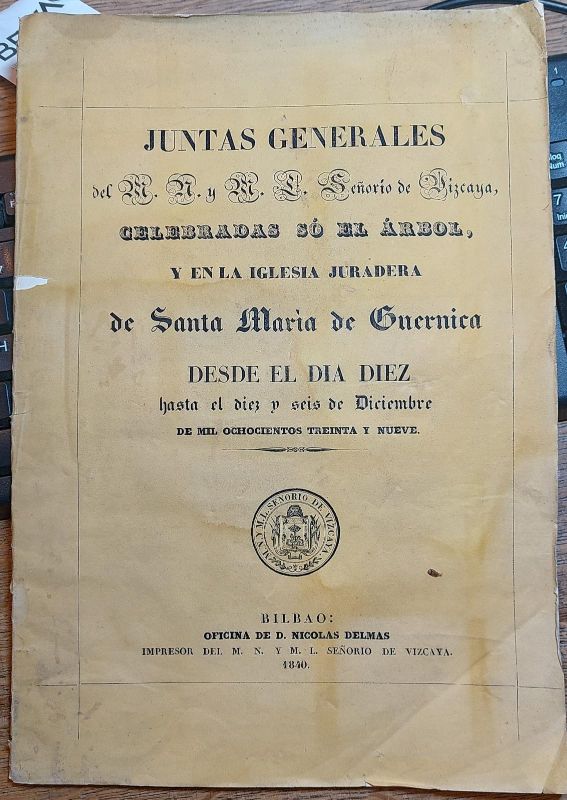 JUNTAS GENERALES
del M. N. y M. L. Señorio de Vizcaya,
CELEBRADAS SÓ EL ÁRBOL,
Y EN LA IGLESIA JURADERA
de Santa Marìa de Guernica
DESDE EL DIA DIEZ
hasta el diez y seis de Diciembre
DE MIL OCHOCIENTOS TREINTA Y NUEVE.
M. N. Y M. L. SEÑORIO DE VIZCAYA
BILBAO:
OFICINA DE D. NICOLAS DELMAS
IMPRESOR DEL M. N. Y M. L. SEÑORIO DE VIZCAYA.
1840.